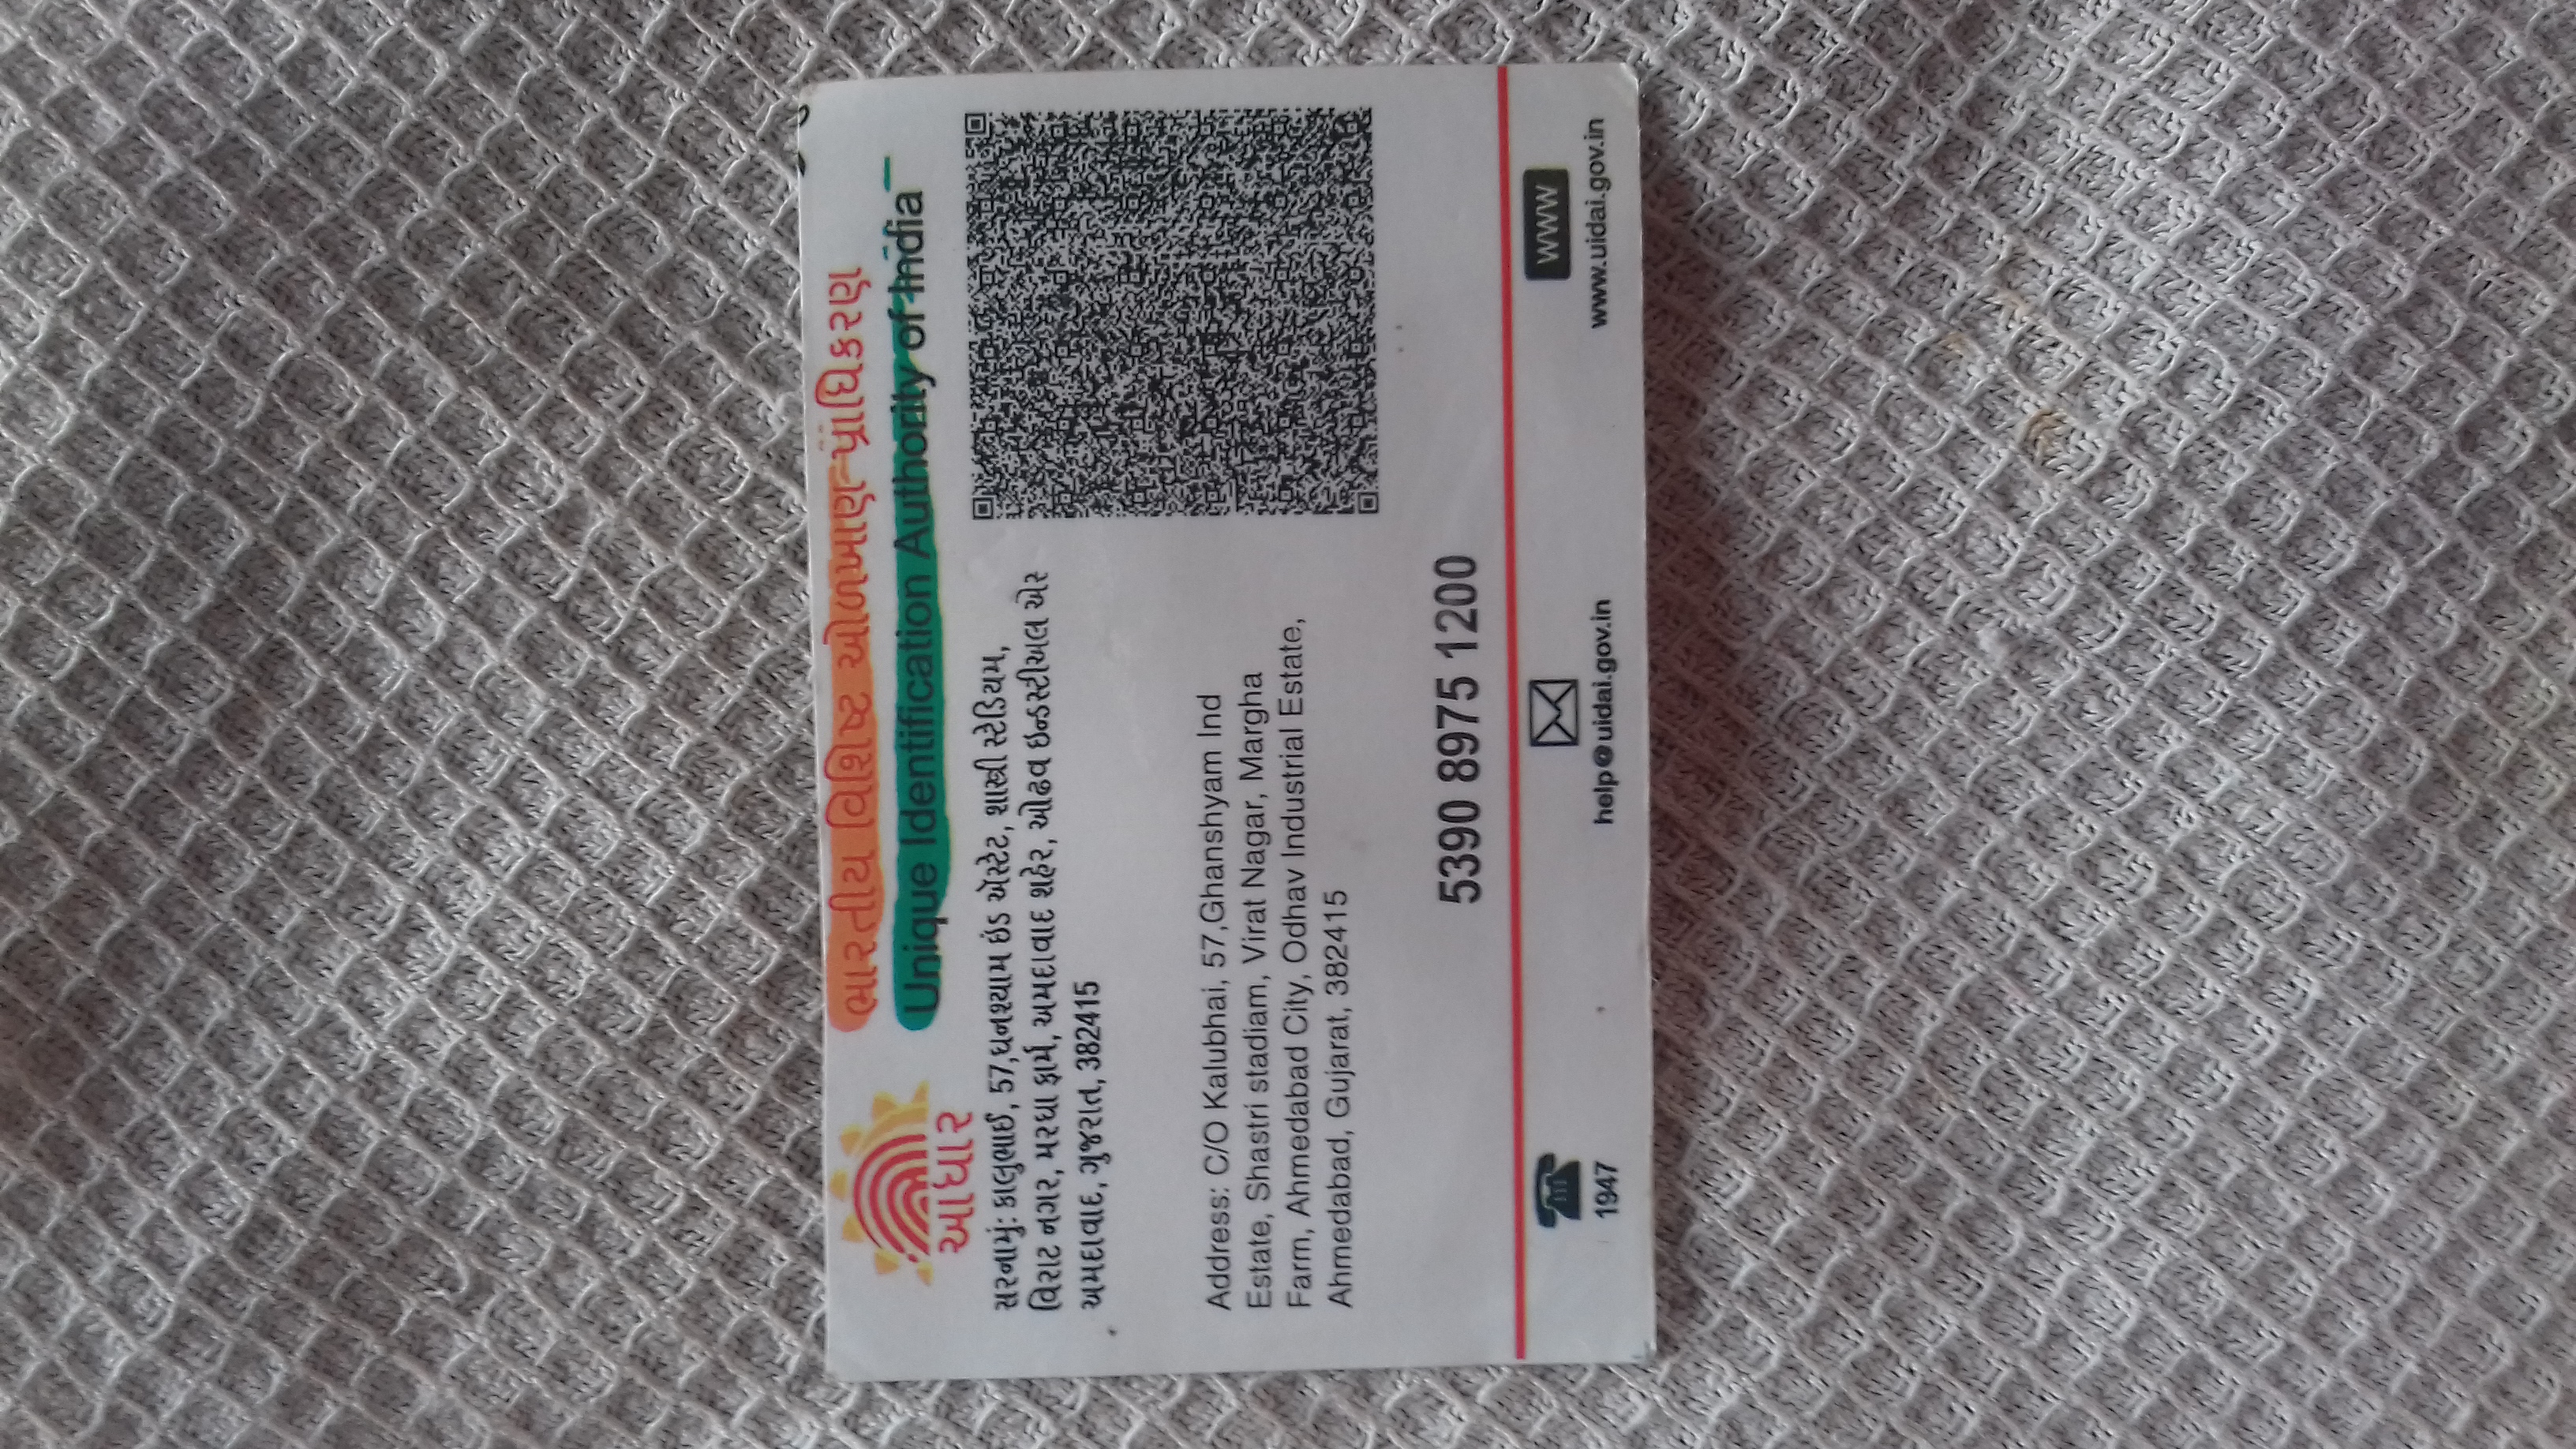 ભારતીય વિશિષ્ટ ઓળખાણ પ્રાધિકરણ
Unique Identification Authority of India
આધાર
સરનામું: કાલુભાઈ, 57,ઘનશ્યામ ઇંડ એસ્ટેટ, શાસ્ત્રી સ્ટેડિયમ,
વિરાટ નગર, મરઘા ફાર્મ, અમદાવાદ શહેર, ઓઢવ ઇન્ડસ્ટીઅલ એર
અમદાવાદ, ગુજરાત, 382415
Address: C/O Kalubhai, 57,Ghanshyam Ind
Estate, Shastri stadiam, Virat Nagar, Margha
Farm, Ahmedabad City, Odhav Industrial Estate,
Ahmedabad, Gujarat, 382415
5390 8975 1200
1947
help@uidai.gov.in
www
www.uidai.gov.in